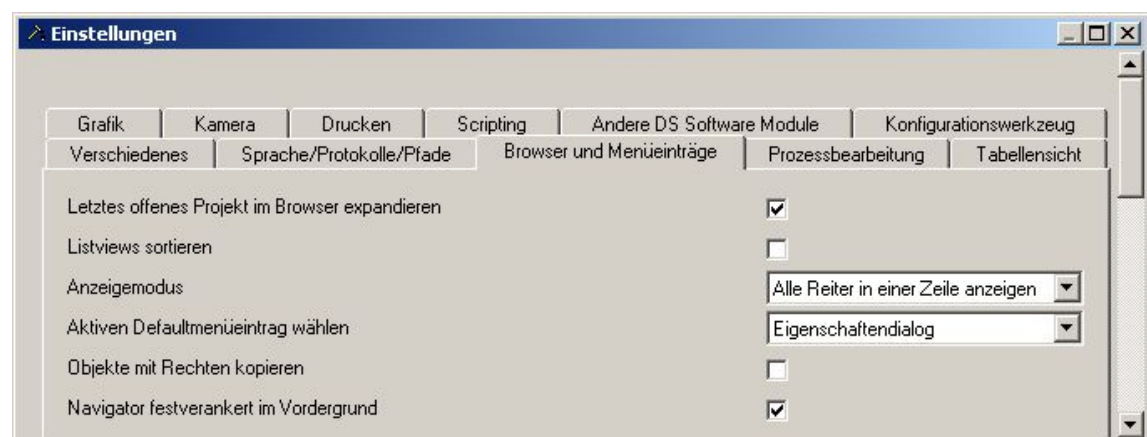 Einstellungen
Grafik Kamera Drucken Scripting Andere DS Software Module Konfigurationswerkzeug
Verschiedenes Sprache/Protokolle/Pfade Browser und Menüeinträge Prozessbearbeitung Tabellensicht
Letztes offenes Projekt im Browser expandieren
Listviews sortieren
Anzeigemodus Alle Reiter in einer Zeile anzeigen
Aktiven Defaultmenüeintrag wählen Eigenschaftendialog
Objekte mit Rechten kopieren
Navigator festverankert im Vordergrund